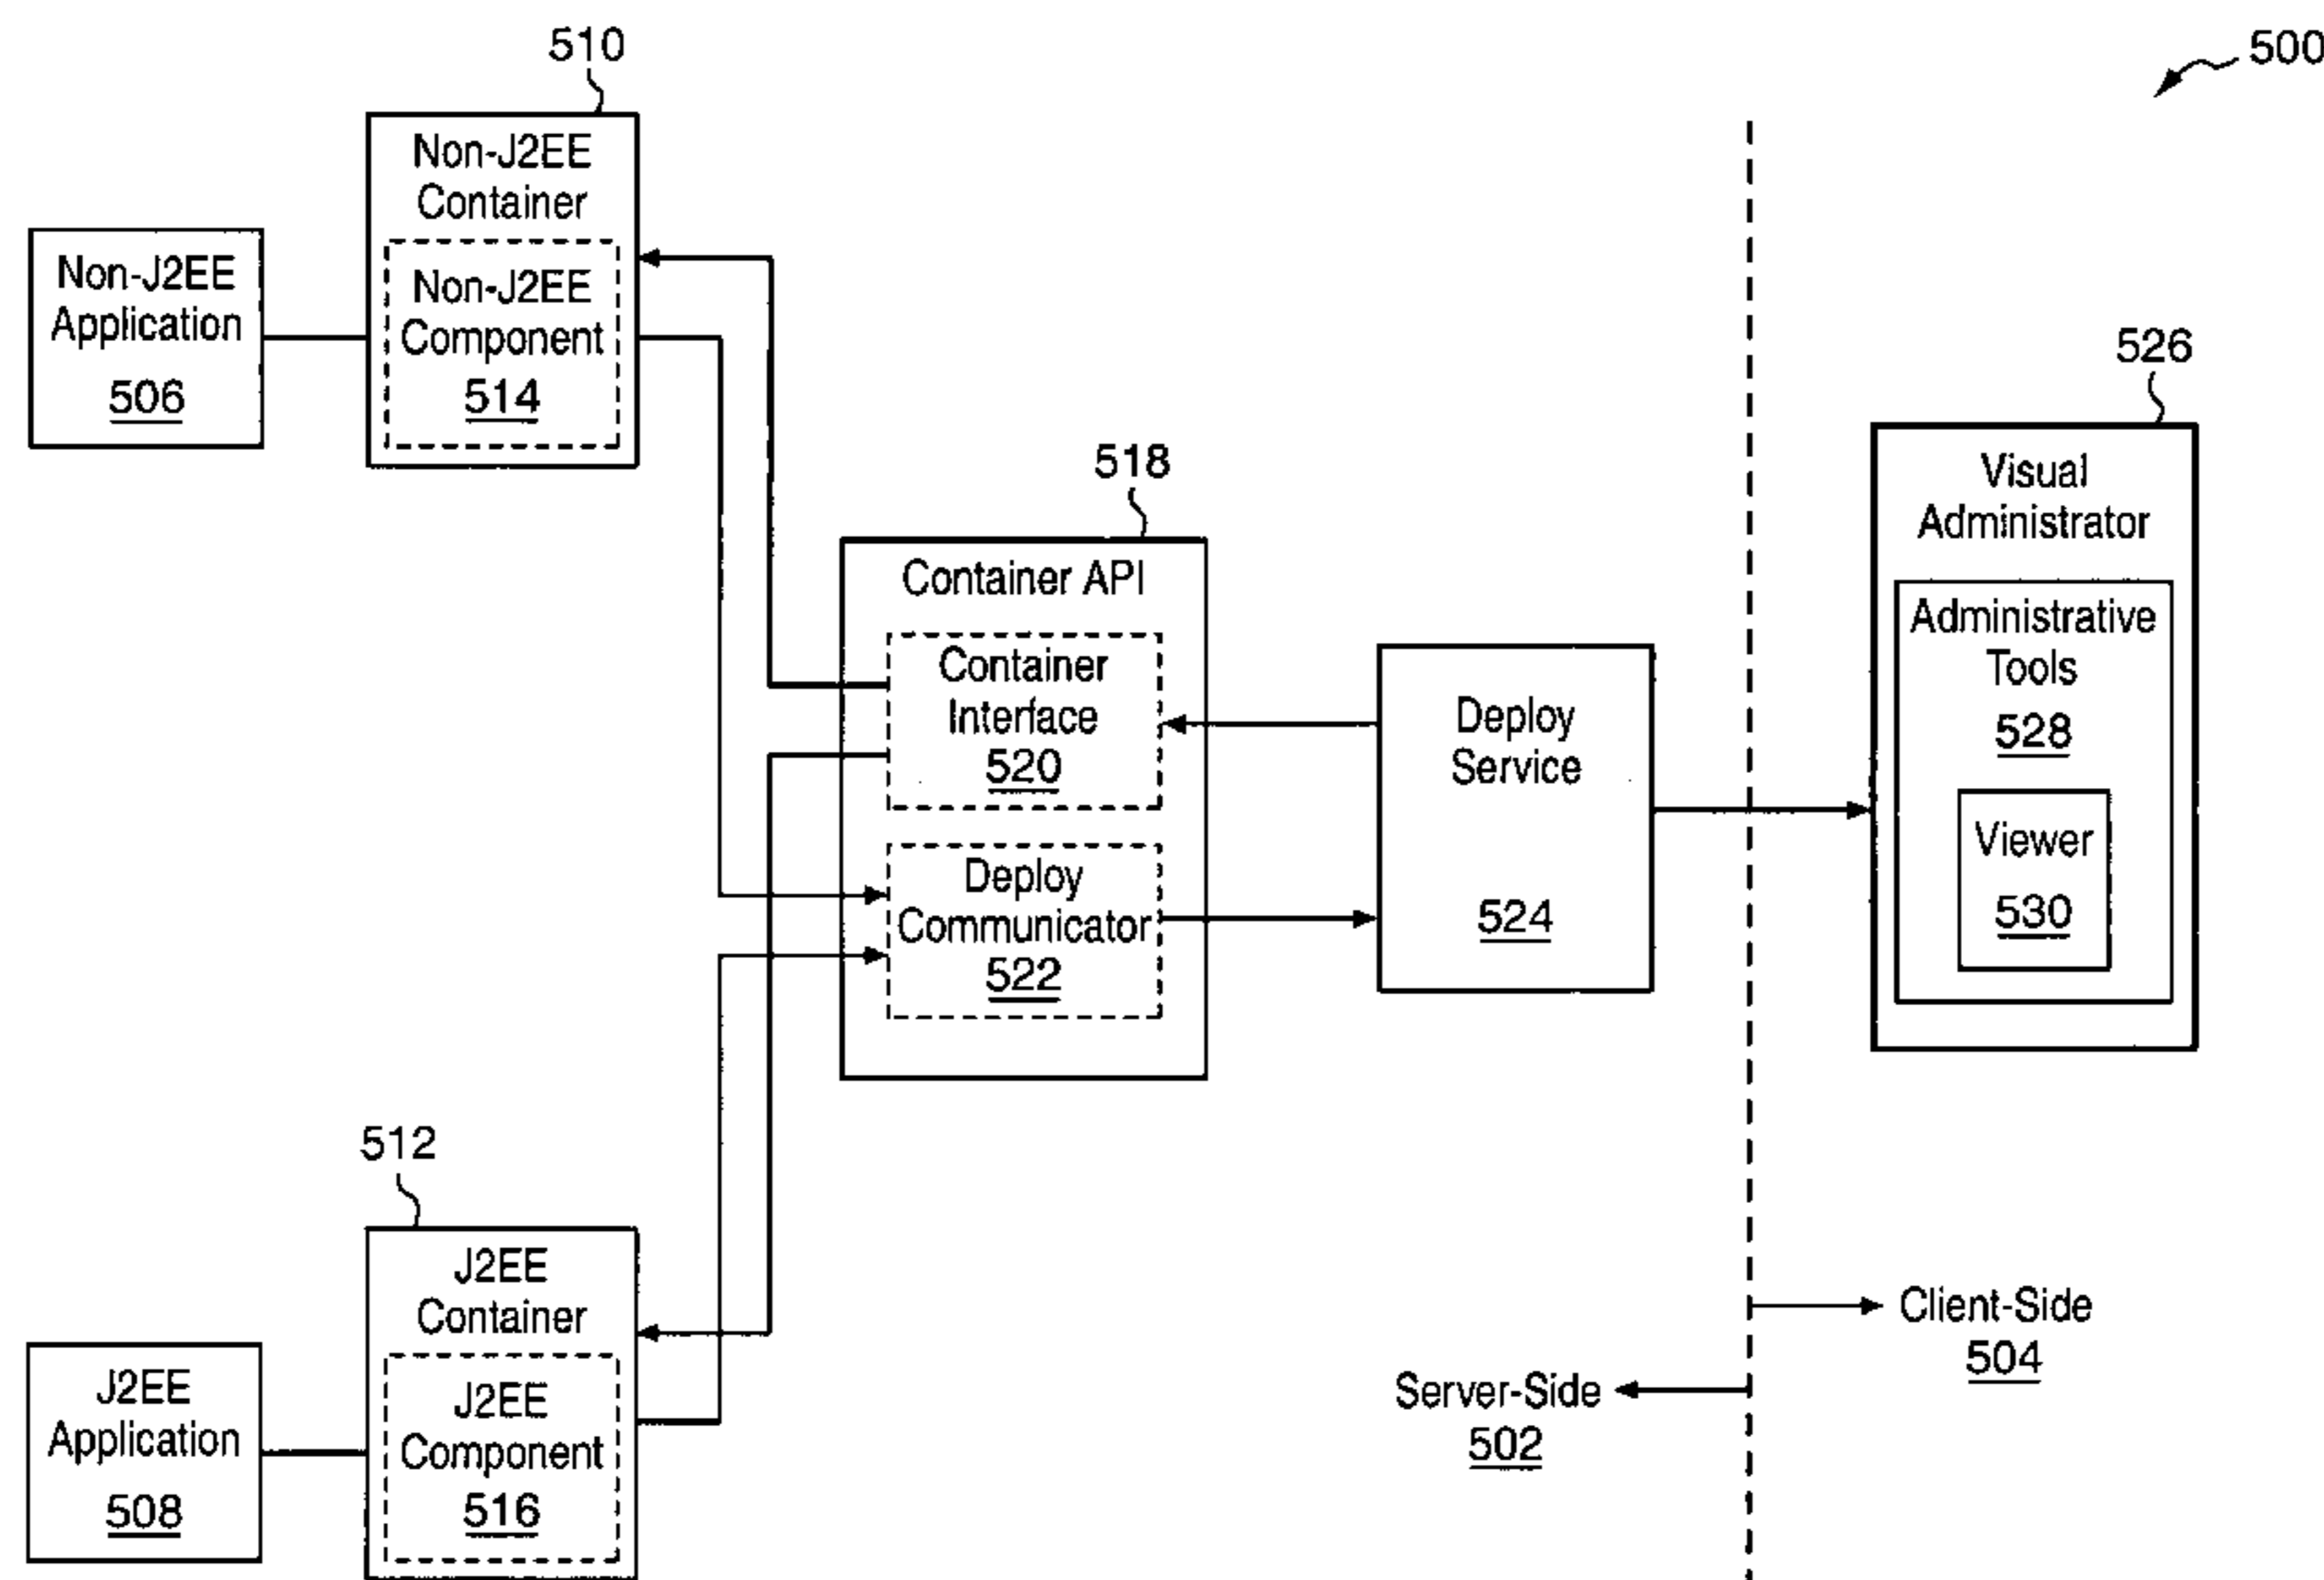 500
510
Non-J2EE
Container
Non-J2EE
Component
514
Non-J2EE
Application
506
518
Container API
Container
Interface
520
Deploy
Communicator
522
Deploy
Service
524
526
Visual
Administrator
Administrative
Tools
528
Viewer
530
512
J2EE
Container
J2EE
Component
516
J2EE
Application
508
Client-Side
504
Server-Side
502